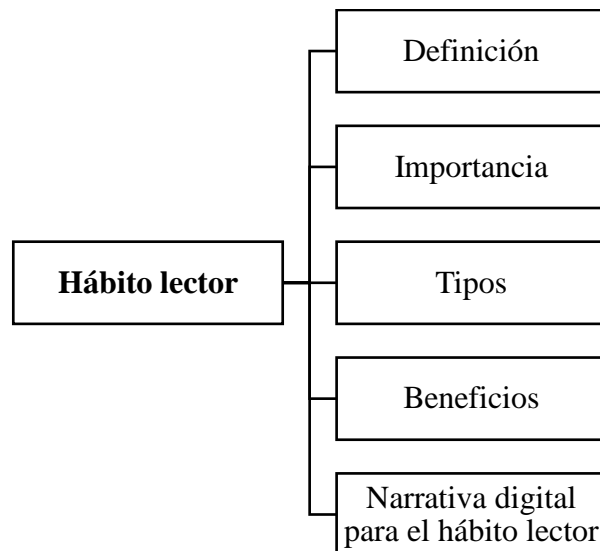 Definición
Importancia
Hábito lector
Tipos
Beneficios
Narrativa digital
para el hábito lector